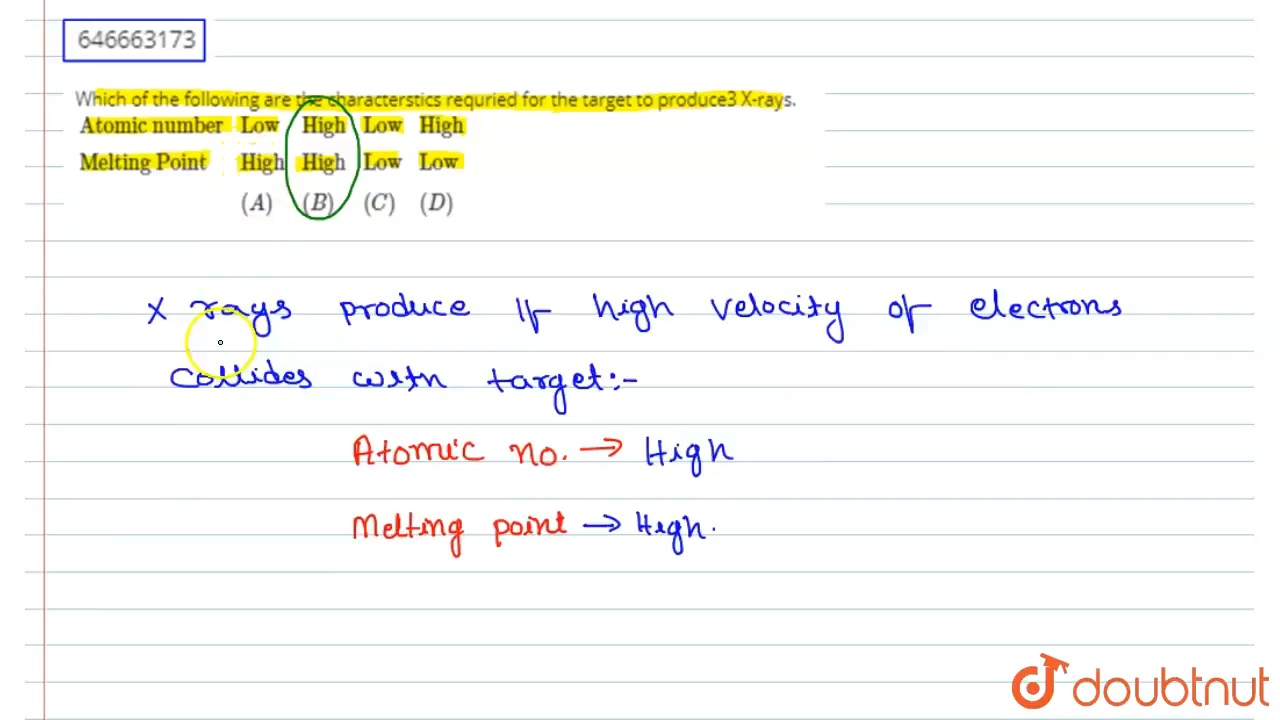 646663173
Which of the following are the characterstics requried for the target to produce3 X-rays.
Atomic number Low High Low High
Melting Point High High Low Low
(A) (B) (C) (D)
X rays produce If high velocity of electrons
collides with target:-
Atomic no. → High
Melting point → High.
doubtnut